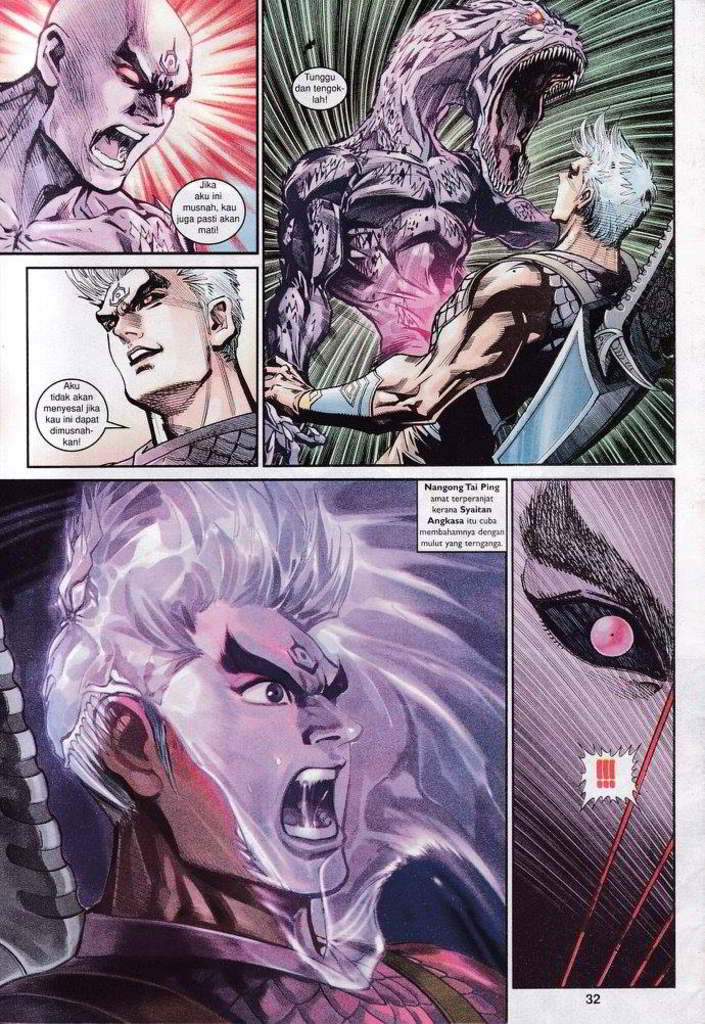 Jika
aku ini
musnah, kau
juga pasti akan
mati!
Tunggu
dan tengok-
lah!
Aku
tidak akan
menyesal jika
kau ini dapat
dimusnah-
kan!
Nangong Tai Ping
amat terperanjat
kerana Syaitan
Angkasa itu cuba
membahamnya dengan
mulut yang ternganga.
!!!
32